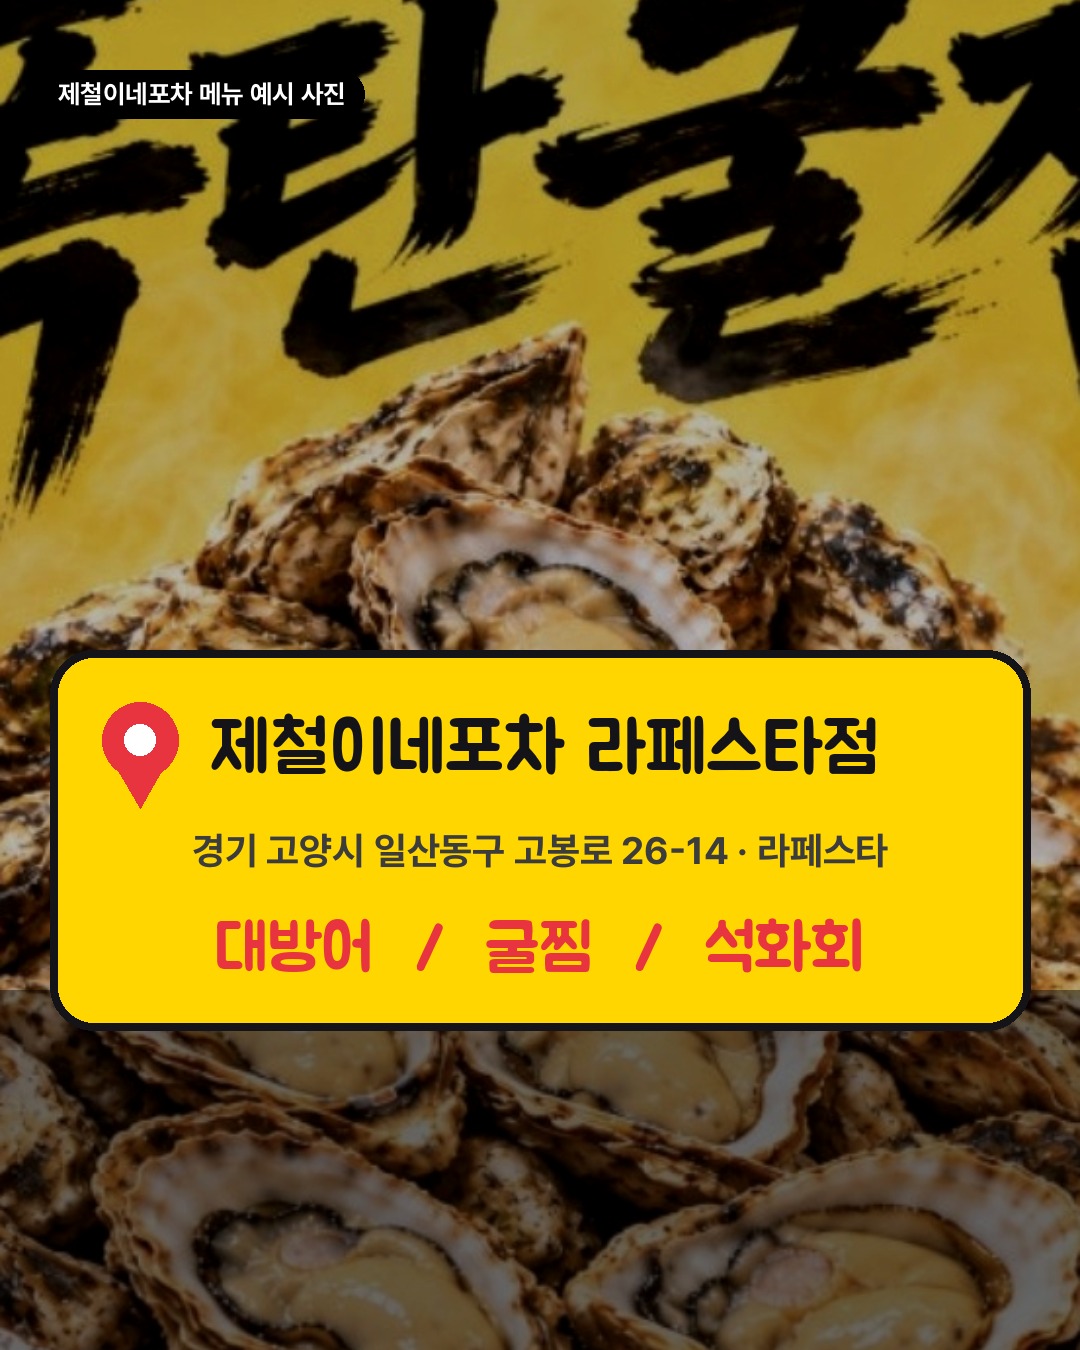 제철이네포차 메뉴 예시 사진
탄굴
제철이네포차 라페스타점
경기 고양시 일산동구 고봉로 26-14 · 라페스타
대방어 / 굴찜 / 석화회